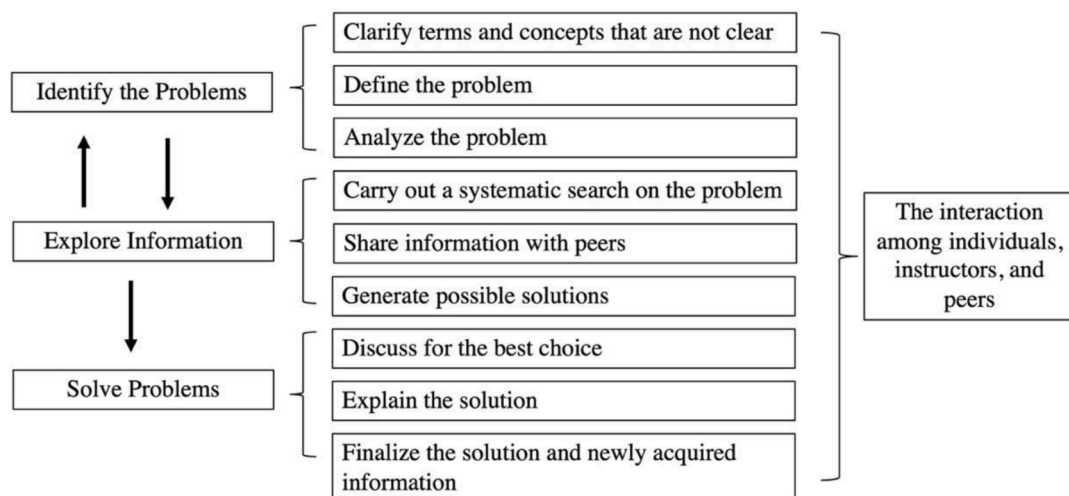 Identify the Problems
Clarify terms and concepts that are not clear
Define the problem
Analyze the problem
Explore Information
Carry out a systematic search on the problem
Share information with peers
Generate possible solutions
Solve Problems
Discuss for the best choice
Explain the solution
Finalize the solution and newly acquired
information
The interaction
among individuals,
instructors, and
peers